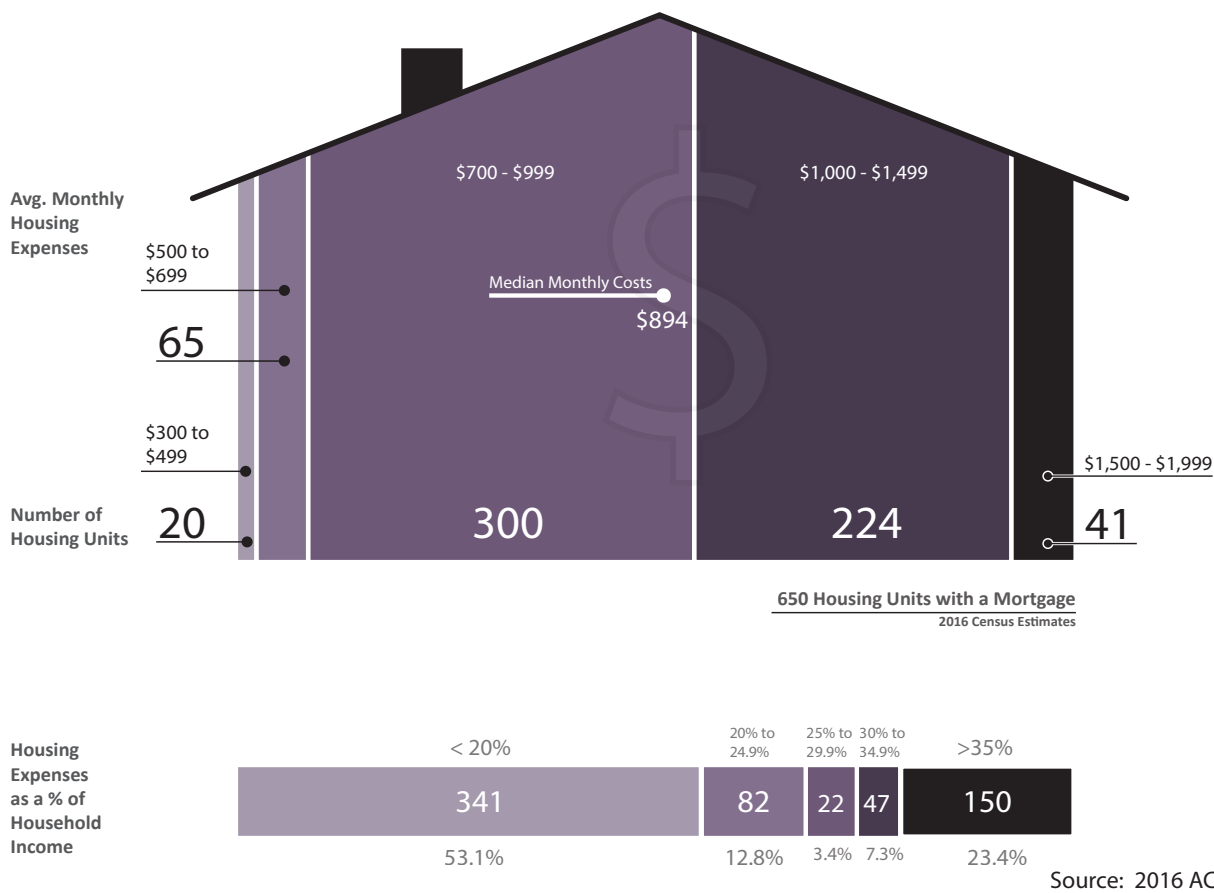 $700 - $999
$1,000 - $1,499
Avg. Monthly
Housing
Expenses
$500 to
$699
Median Monthly Costs
$894
65
$300 to
$499
$1,500 - $1,999
Number of
Housing Units
20
300
224
41
650 Housing Units with a Mortgage
2016 Census Estimates
Housing
Expenses
as a % of
Household
Income
< 20%
20% to
24.9%
25% to
29.9%
30% to
34.9%
>35%
341
82
22
47
150
53.1%
12.8%
3.4%
7.3%
23.4%
Source: 2016 AC